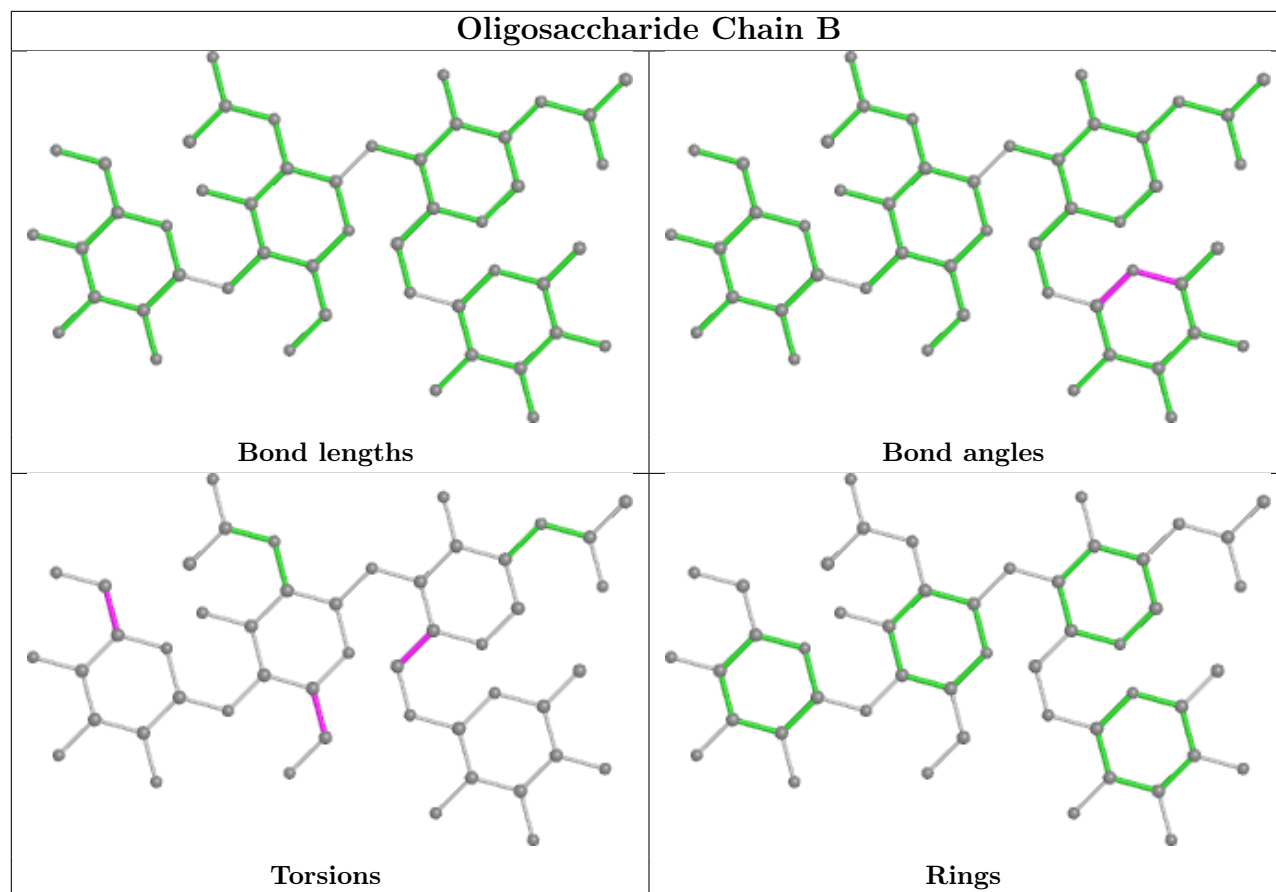 Oligosaccharide Chain B
Bond lengths
Bond angles
Torsions
Rings